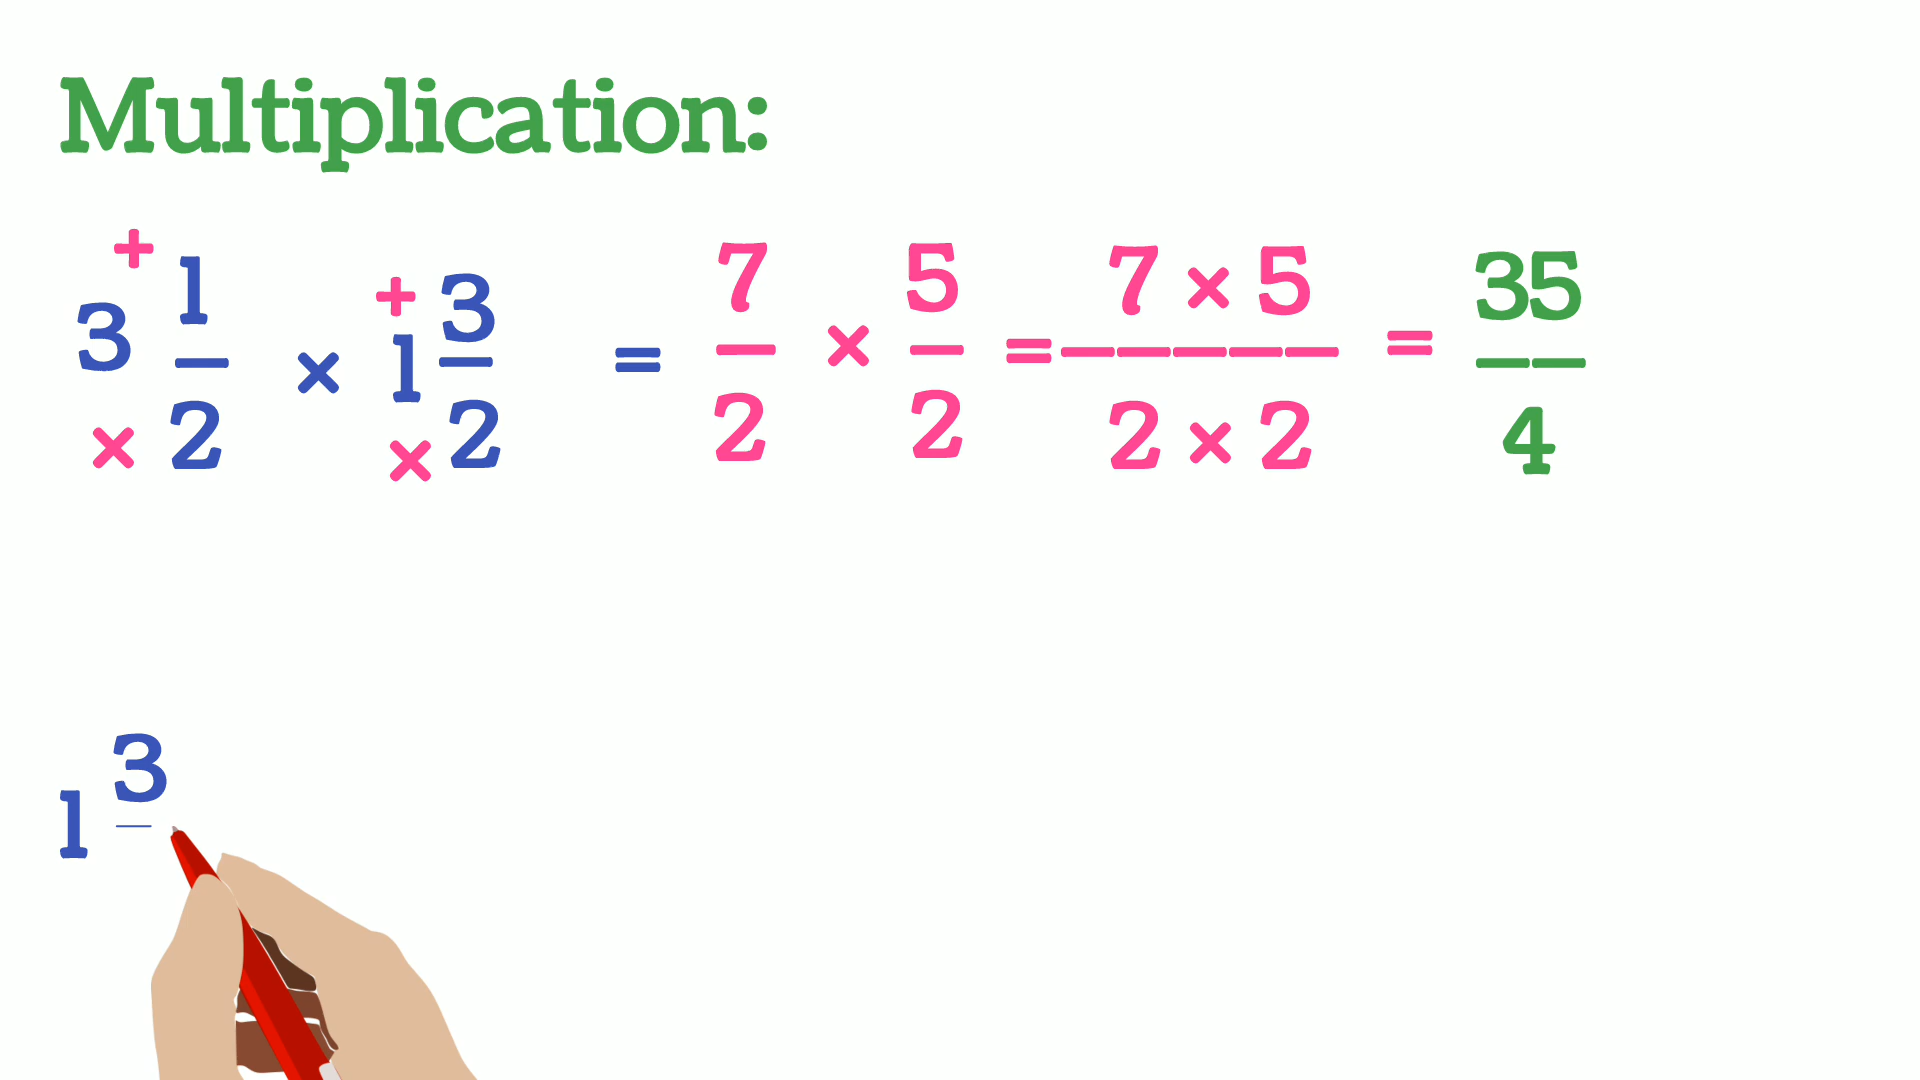 Multiplication:
3 1/2 × 1 3/2 = 7/2 × 5/2 = 7 × 5 / 2 × 2 = 35/4
+ × + ×
1 3